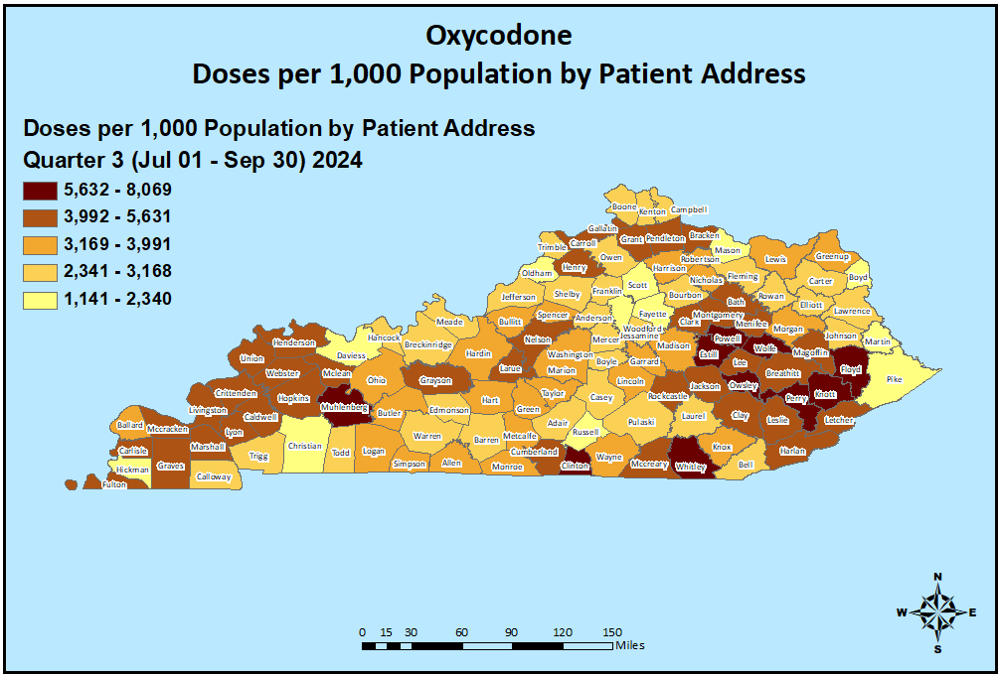 Oxycodone
Doses per 1,000 Population by Patient Address
Doses per 1,000 Population by Patient Address
Quarter 3 (Jul 01 - Sep 30) 2024
5,632 - 8,069
3,992 - 5,631
3,169 - 3,991
2,341 - 3,168
1,141 - 2,340
Boone
Kenton
Campbell
Gallatin
Trimble
Carroll
Grant
Pendleton
Bracken
Mason
Owen
Robertson
Lewis
Greenup
Oldham
Henry
Harrison
Fleming
Nicholas
Carter
Boyd
Jefferson
Shelby
Franklin
Scott
Bourbon
Bath
Rowan
Elliott
Lawrence
Meade
Bullitt
Spencer
Anderson
Woodford
Fayette
Clark
Montgomery
Menifee
Morgan
Johnson
Martin
Hancock
Breckinridge
Hardin
Nelson
Washington
Mercer
Jessamine
Madison
Estill
Powell
Wolfe
Magoffin
Floyd
Pike
Henderson
Daviess
Union
Webster
Mclean
Ohio
Grayson
Larue
Marion
Boyle
Garrard
Lee
Breathitt
Crittenden
Hopkins
Muhlenberg
Butler
Edmonson
Hart
Green
Taylor
Casey
Lincoln
Rockcastle
Jackson
Owsley
Perry
Knott
Livingston
Caldwell
Lyon
Ballard
Mccracken
Marshall
Carlisle
Graves
Hickman
Fulton
Calloway
Trigg
Christian
Todd
Logan
Warren
Simpson
Allen
Barren
Metcalfe
Monroe
Adair
Russell
Cumberland
Clinton
Wayne
Pulaski
Laurel
Clay
Leslie
Letcher
Harlan
Knox
Bell
Whitley
Mccreary
N
W E
S
0 15 30 60 90 120 150
Miles